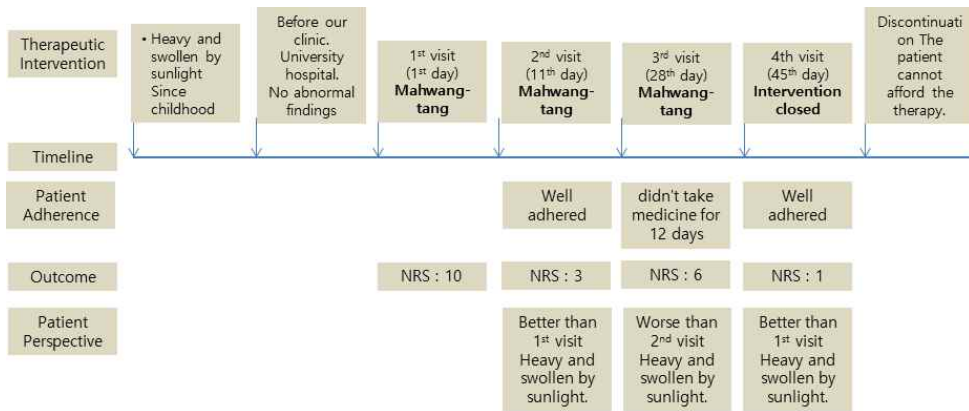 Therapeutic
Intervention
• Heavy and
swollen by
sunlight
Since
childhood
Before our
clinic.
University
hospital.
No abnormal
findings
1st visit
(1st day)
Mahwang-
tang
2nd visit
(11th day)
Mahwang-
tang
3rd visit
(28th day)
Mahwang-
tang
4th visit
(45th day)
Intervention
closed
Discontinuati
on The
patient
cannot
afford the
therapy.
Timeline
Patient
Adherence
Well
adhered
didn't take
medicine for
12 days
Well
adhered
Outcome
NRS : 10
NRS : 3
NRS : 6
NRS : 1
Patient
Perspective
Better than
1st visit
Heavy and
swollen by
sunlight.
Worse than
2nd visit
Heavy and
swollen by
sunlight.
Better than
1st visit
Heavy and
swollen by
sunlight.